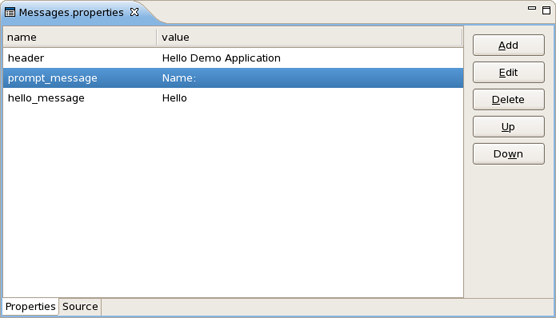 Messages.properties
name value
header Hello Demo Application
prompt_message Name:
hello_message Hello
Add
Edit
Delete
Up
Down
Properties Source